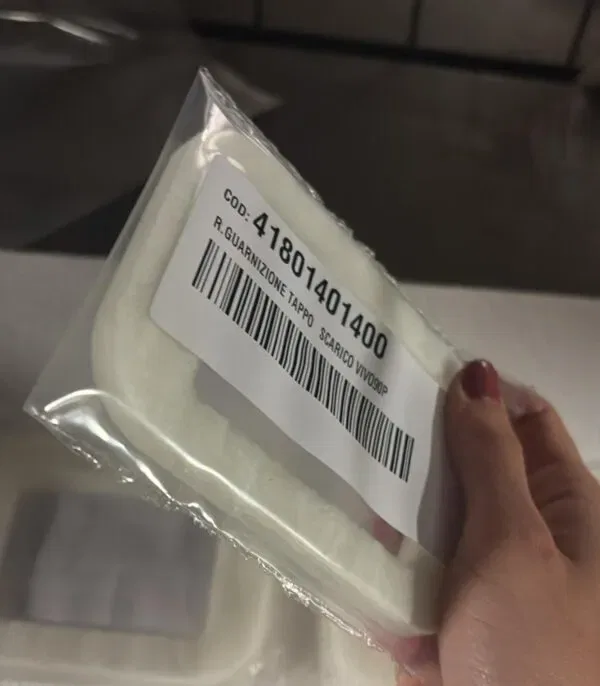 COD: 41801401400
R.GUARNIZIONE TAPPO SCARICO VIVO90P